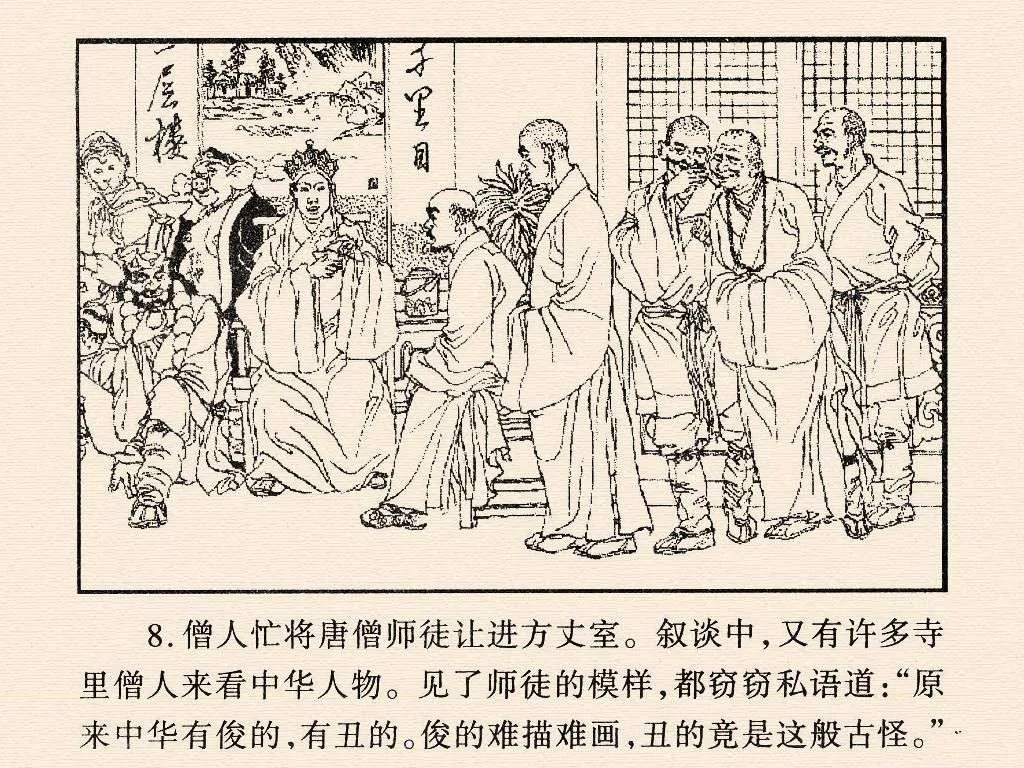 层楼
千里目
8.僧人忙将唐僧师徒让进方丈室。叙谈中,又有许多寺
里僧人来看中华人物。见了师徒的模样,都窃窃私语道:“原
来中华有俊的,有丑的。俊的难描难画,丑的竟是这般古怪。”